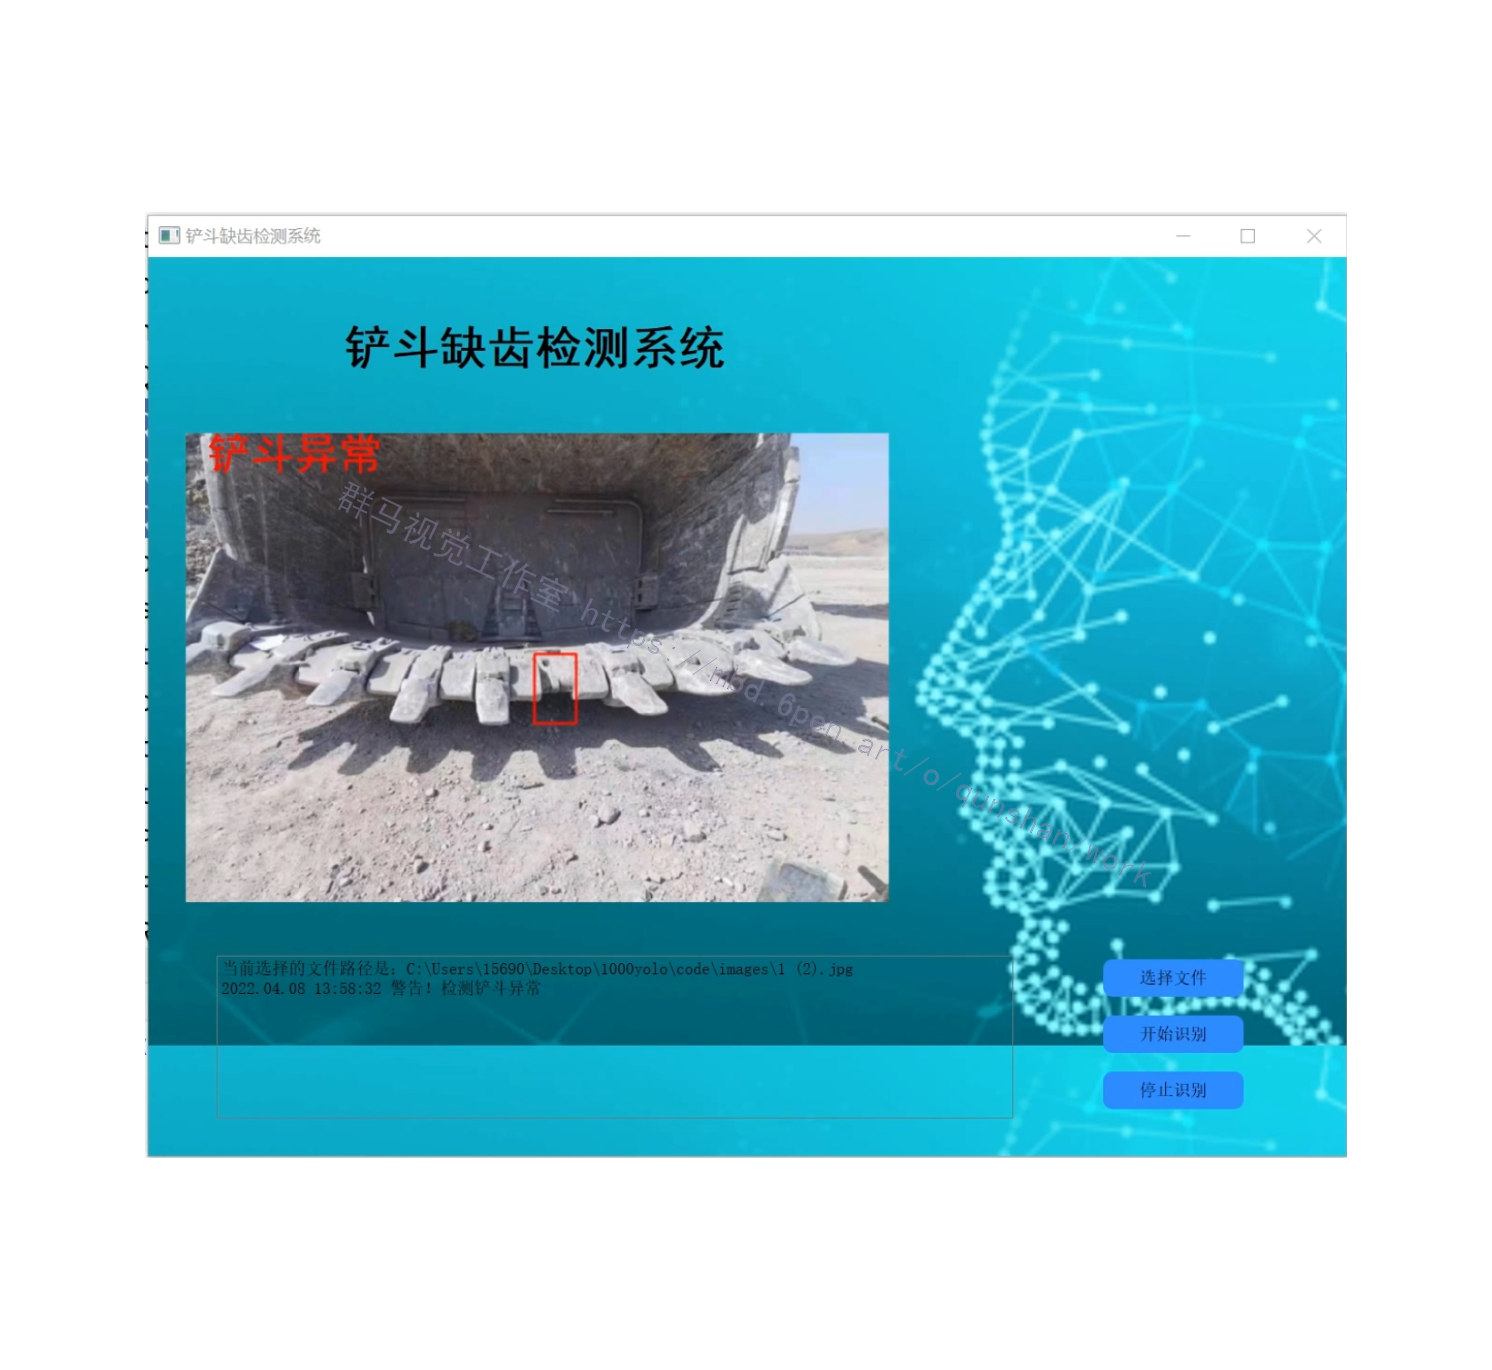 铲斗缺齿检测系统
铲斗缺齿检测系统
铲斗异常
群马视觉工作室 https://mbd.6pen.art/o/qunshan.work
当前选择的文件路径是：C:\Users\15690\Desktop\1000yolo\code\images\1 (2).jpg
2022.04.08 13:58:32 警告！检测铲斗异常
选择文件
开始识别
停止识别